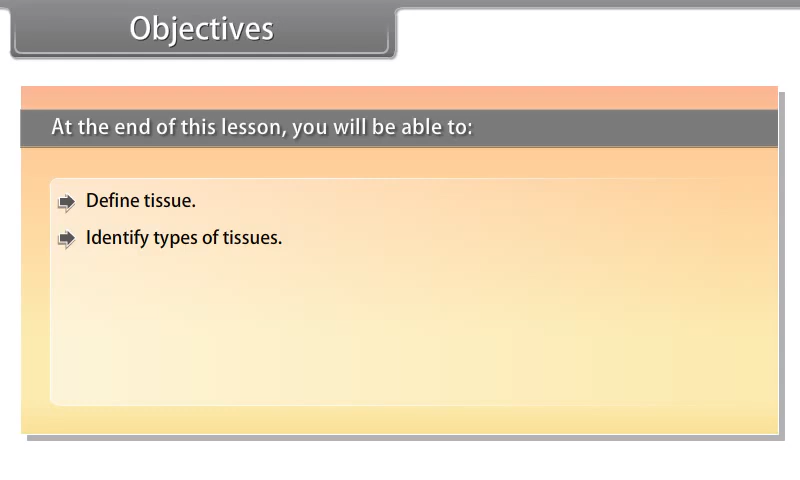 Objectives
At the end of this lesson, you will be able to:
Define tissue.
Identify types of tissues.